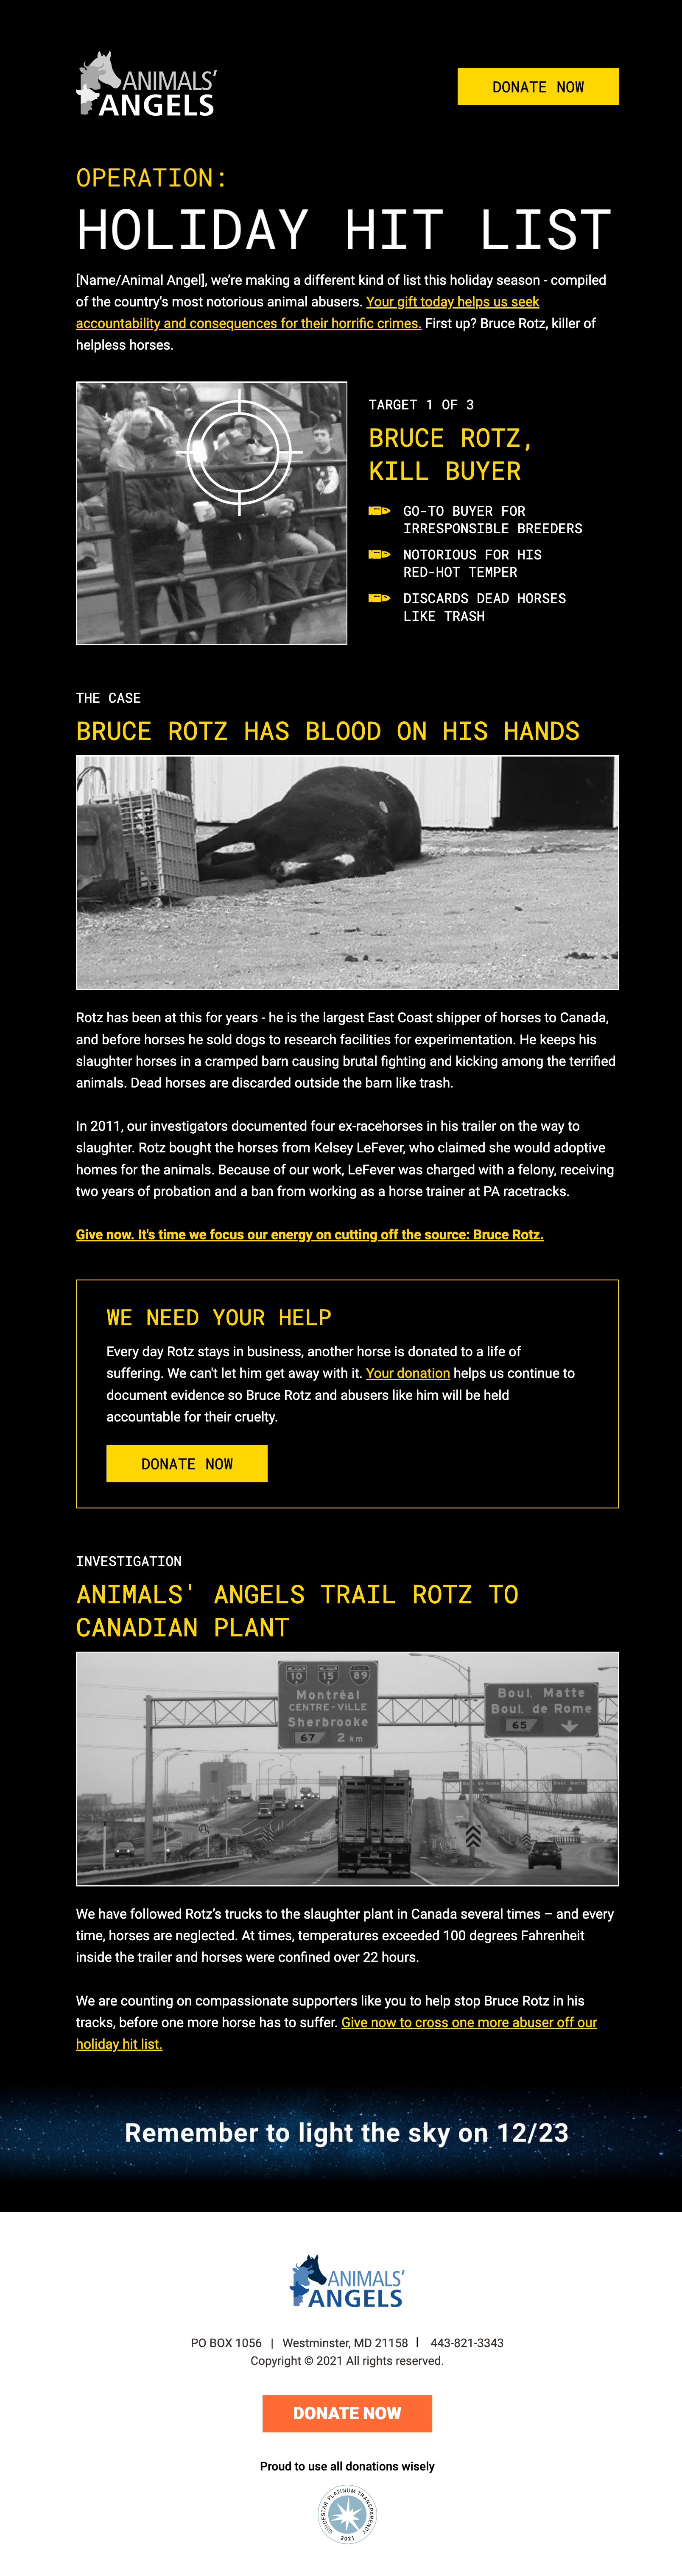 ANIMALS'
ANGELS
DONATE NOW
OPERATION:
HOLIDAY HIT LIST
[Name/Animal Angel], we're making a different kind of list this holiday season - compiled
of the country's most notorious animal abusers. Your gift today helps us seek
accountability and consequences for their horrific crimes. First up? Bruce Rotz, killer of
helpless horses.
TARGET 1 OF 3
BRUCE ROTZ,
KILL BUYER
GO-TO BUYER FOR
IRRESPONSIBLE BREEDERS
NOTORIOUS FOR HIS
RED-HOT TEMPER
DISCARDS DEAD HORSES
LIKE TRASH
THE CASE
BRUCE ROTZ HAS BLOOD ON HIS HANDS
Rotz has been at this for years - he is the largest East Coast shipper of horses to Canada,
and before horses he sold dogs to research facilities for experimentation. He keeps his
slaughter horses in a cramped barn causing brutal fighting and kicking among the terrified
animals. Dead horses are discarded outside the barn like trash.
In 2011, our investigators documented four ex-racehorses in his trailer on the way to
slaughter. Rotz bought the horses from Kelsey LeFever, who claimed she would adoptive
homes for the animals. Because of our work, LeFever was charged with a felony, receiving
two years of probation and a ban from working as a horse trainer at PA racetracks.
Give now. It's time we focus our energy on cutting off the source: Bruce Rotz.
WE NEED YOUR HELP
Every day Rotz stays in business, another horse is donated to a life of
suffering. We can't let him get away with it. Your donation helps us continue to
document evidence so Bruce Rotz and abusers like him will be held
accountable for their cruelty.
DONATE NOW
INVESTIGATION
ANIMALS' ANGELS TRAIL ROTZ TO
CANADIAN PLANT
10 15 89
Montréal
CENTRE-VILLE
Sherbrooke
67 2 km
Boul. Matte
Boul. de Rome
65
We have followed Rotz's trucks to the slaughter plant in Canada several times – and every
time, horses are neglected. At times, temperatures exceeded 100 degrees Fahrenheit
inside the trailer and horses were confined over 22 hours.
We are counting on compassionate supporters like you to help stop Bruce Rotz in his
tracks, before one more horse has to suffer. Give now to cross one more abuser off our
holiday hit list.
Remember to light the sky on 12/23
ANIMALS'
ANGELS
PO BOX 1056 | Westminster, MD 21158 | 443-821-3343
Copyright © 2021 All rights reserved.
DONATE NOW
Proud to use all donations wisely
GUIDESTAR PLATINUM TRANSPARENCY
2021